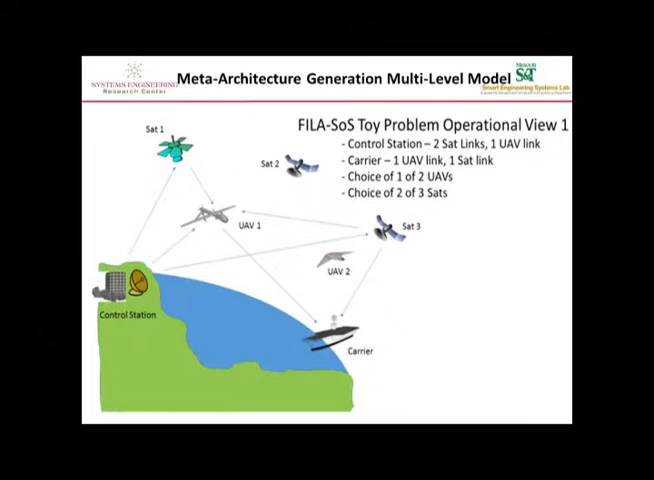 SYSTEMS ENGINEERING
Research Center
Meta-Architecture Generation Multi-Level Model
MISSOURI
S&T
Smart Engineering Systems Lab
FILA-SoS Toy Problem Operational View 1
- Control Station – 2 Sat Links, 1 UAV link
- Carrier – 1 UAV link, 1 Sat link
- Choice of 1 of 2 UAVs
- Choice of 2 of 3 Sats
Sat 1
Sat 2
UAV 1
Sat 3
UAV 2
Control Station
Carrier